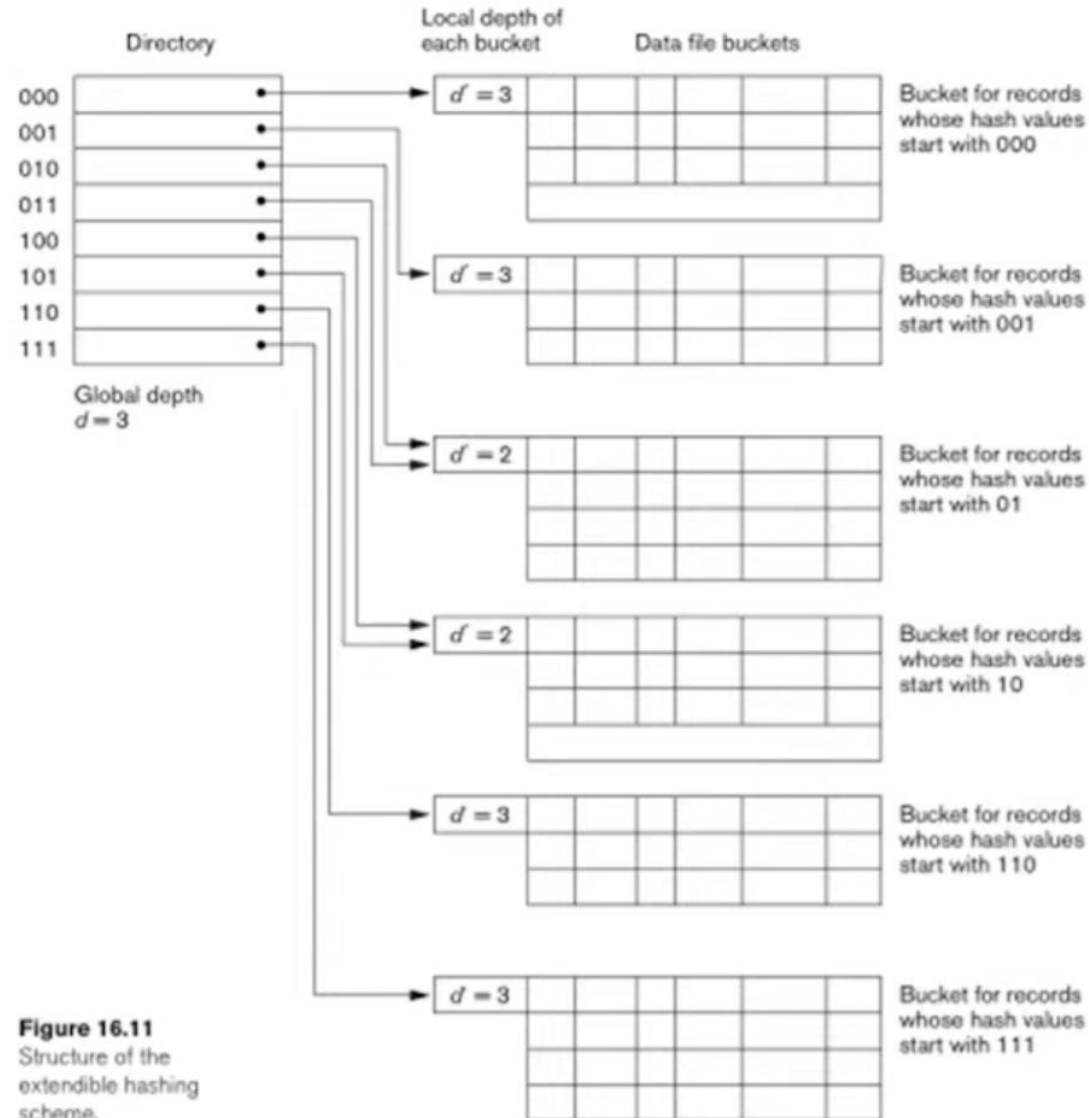 Directory
Local depth of
each bucket
Data file buckets
000
001
010
011
100
101
110
111
Global depth
d = 3
d′ = 3
Bucket for records
whose hash values
start with 000
d′ = 3
Bucket for records
whose hash values
start with 001
d′ = 2
Bucket for records
whose hash values
start with 01
d′ = 2
Bucket for records
whose hash values
start with 10
d′ = 3
Bucket for records
whose hash values
start with 110
d′ = 3
Bucket for records
whose hash values
start with 111
Figure 16.11
Structure of the
extendible hashing
scheme.